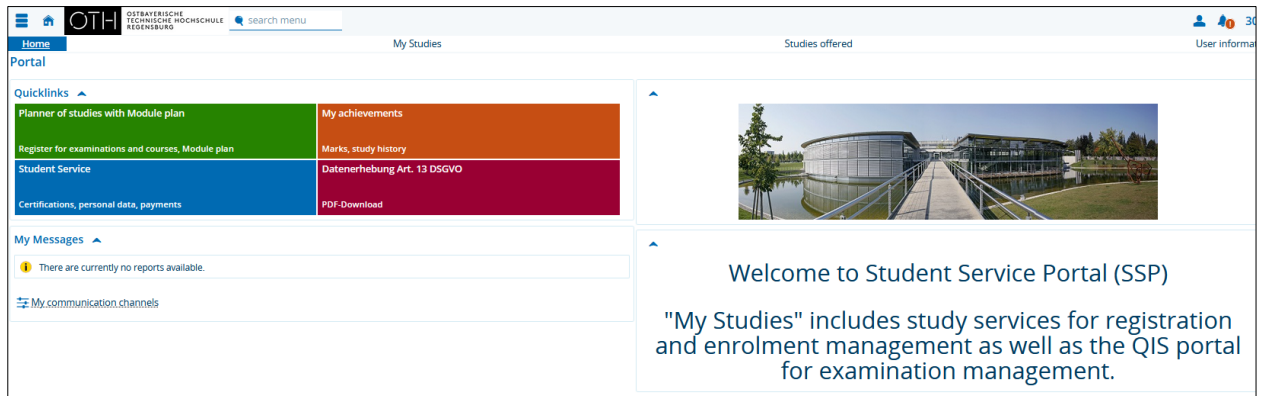 OTH
OSTBAYERISCHE
TECHNISCHE HOCHSCHULE
REGENSBURG
search menu
Home
My Studies
Studies offered
Portal
Quicklinks
Planner of studies with Module plan
Register for examinations and courses, Module plan
My achievements
Marks, study history
Student Service
Certifications, personal data, payments
Datenerhebung Art. 13 DSGVO
PDF-Download
My Messages
There are currently no reports available.
My communication channels
Welcome to Student Service Portal (SSP)
"My Studies" includes study services for registration
and enrolment management as well as the QIS portal
for examination management.
User